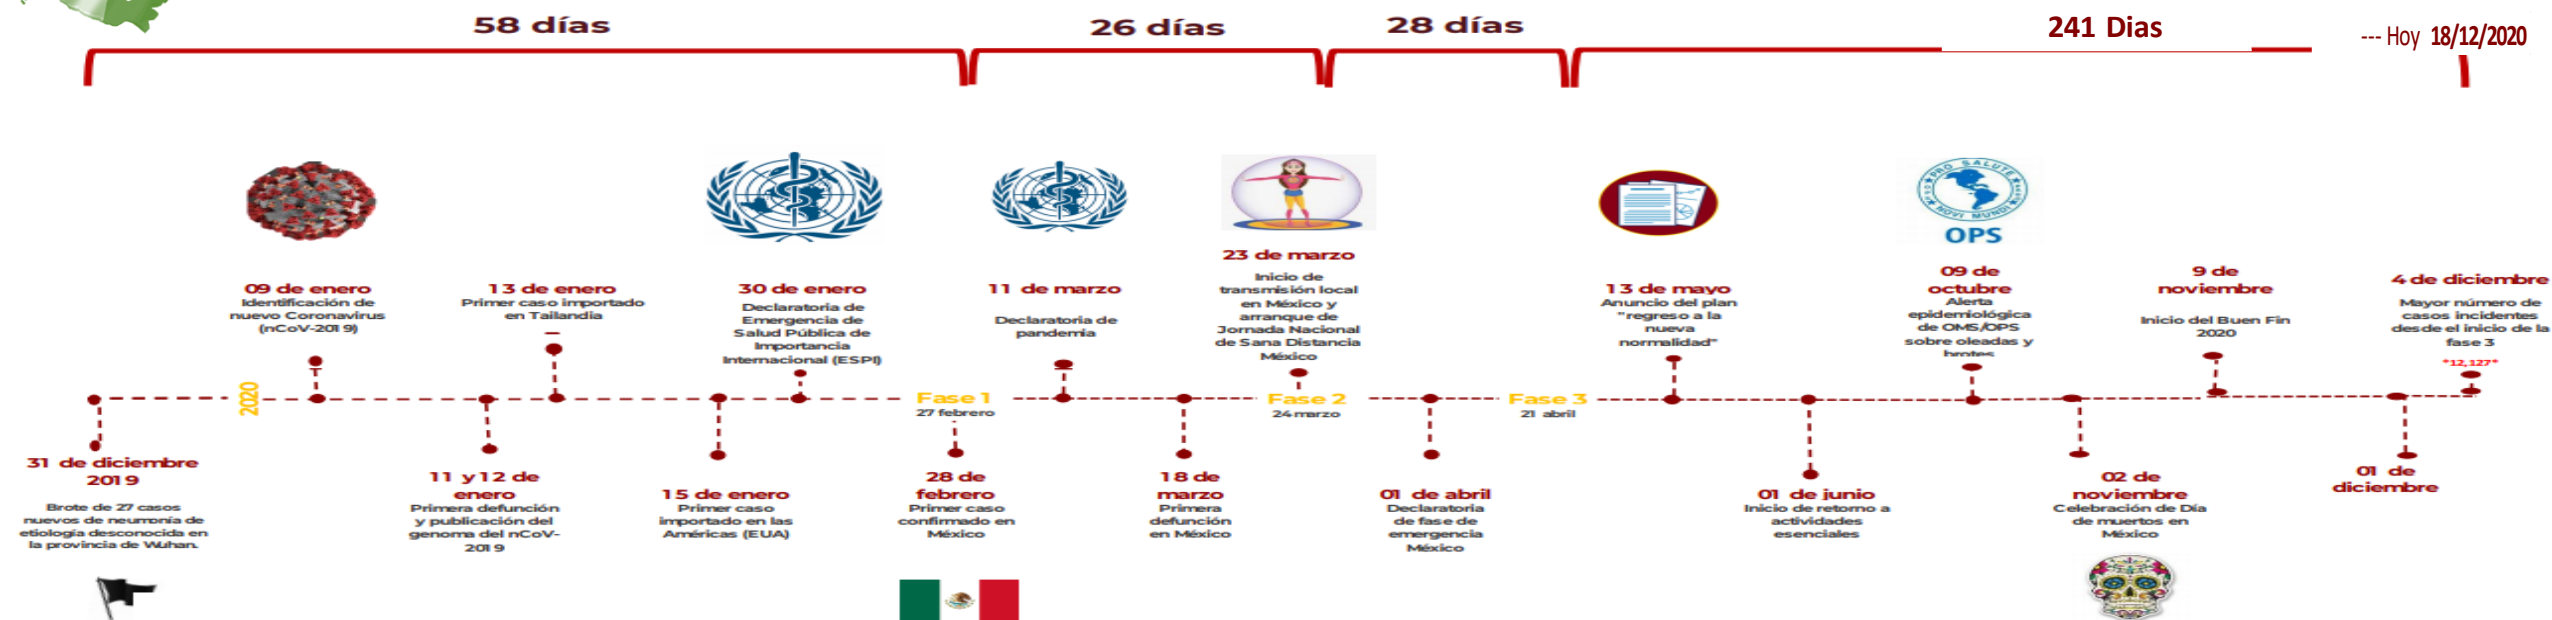 58 días
26 días
28 días
241 Dias
--- Hoy 18/12/2020
09 de enero
Identificación de
nuevo Coronavirus
(nCoV-2019)
13 de enero
Primer caso importado
en Tailandia
30 de enero
Declaratoria de
Emergencia de
Salud Pública de
Importancia
Internacional (ESPI)
11 de marzo
Declaratoria de
pandemia
23 de marzo
Inicio de
transmisión local
en México y
arranque de
Jornada Nacional
de Sana Distancia
México
13 de mayo
Anuncio del plan
"regreso a la
nueva
normalidad"
PRO SALUTE
NOVI MUNDI
OPS
09 de
octubre
Alerta
epidemiológica
de OMS/OPS
sobre oleadas y
brotes
9 de
noviembre
Inicio del Buen Fin
2020
4 de diciembre
Mayor número de
casos incidentes
desde el inicio de la
fase 3
*12,127*
2020
Fase 1
27 febrero
Fase 2
24 marzo
Fase 3
21 abril
31 de diciembre
2019
Brote de 27 casos
nuevos de neumonía de
etiología desconocida en
la provincia de Wuhan.
11 y 12 de
enero
Primera defunción
y publicación del
genoma del nCoV-
2019
15 de enero
Primer caso
importado en las
Américas (EUA)
28 de
febrero
Primer caso
confirmado en
México
18 de
marzo
Primera
defunción
en México
01 de abril
Declaratoria
de fase de
emergencia
México
01 de junio
Inicio de retorno a
actividades
esenciales
02 de
noviembre
Celebración de Día
de muertos en
México
01 de
diciembre